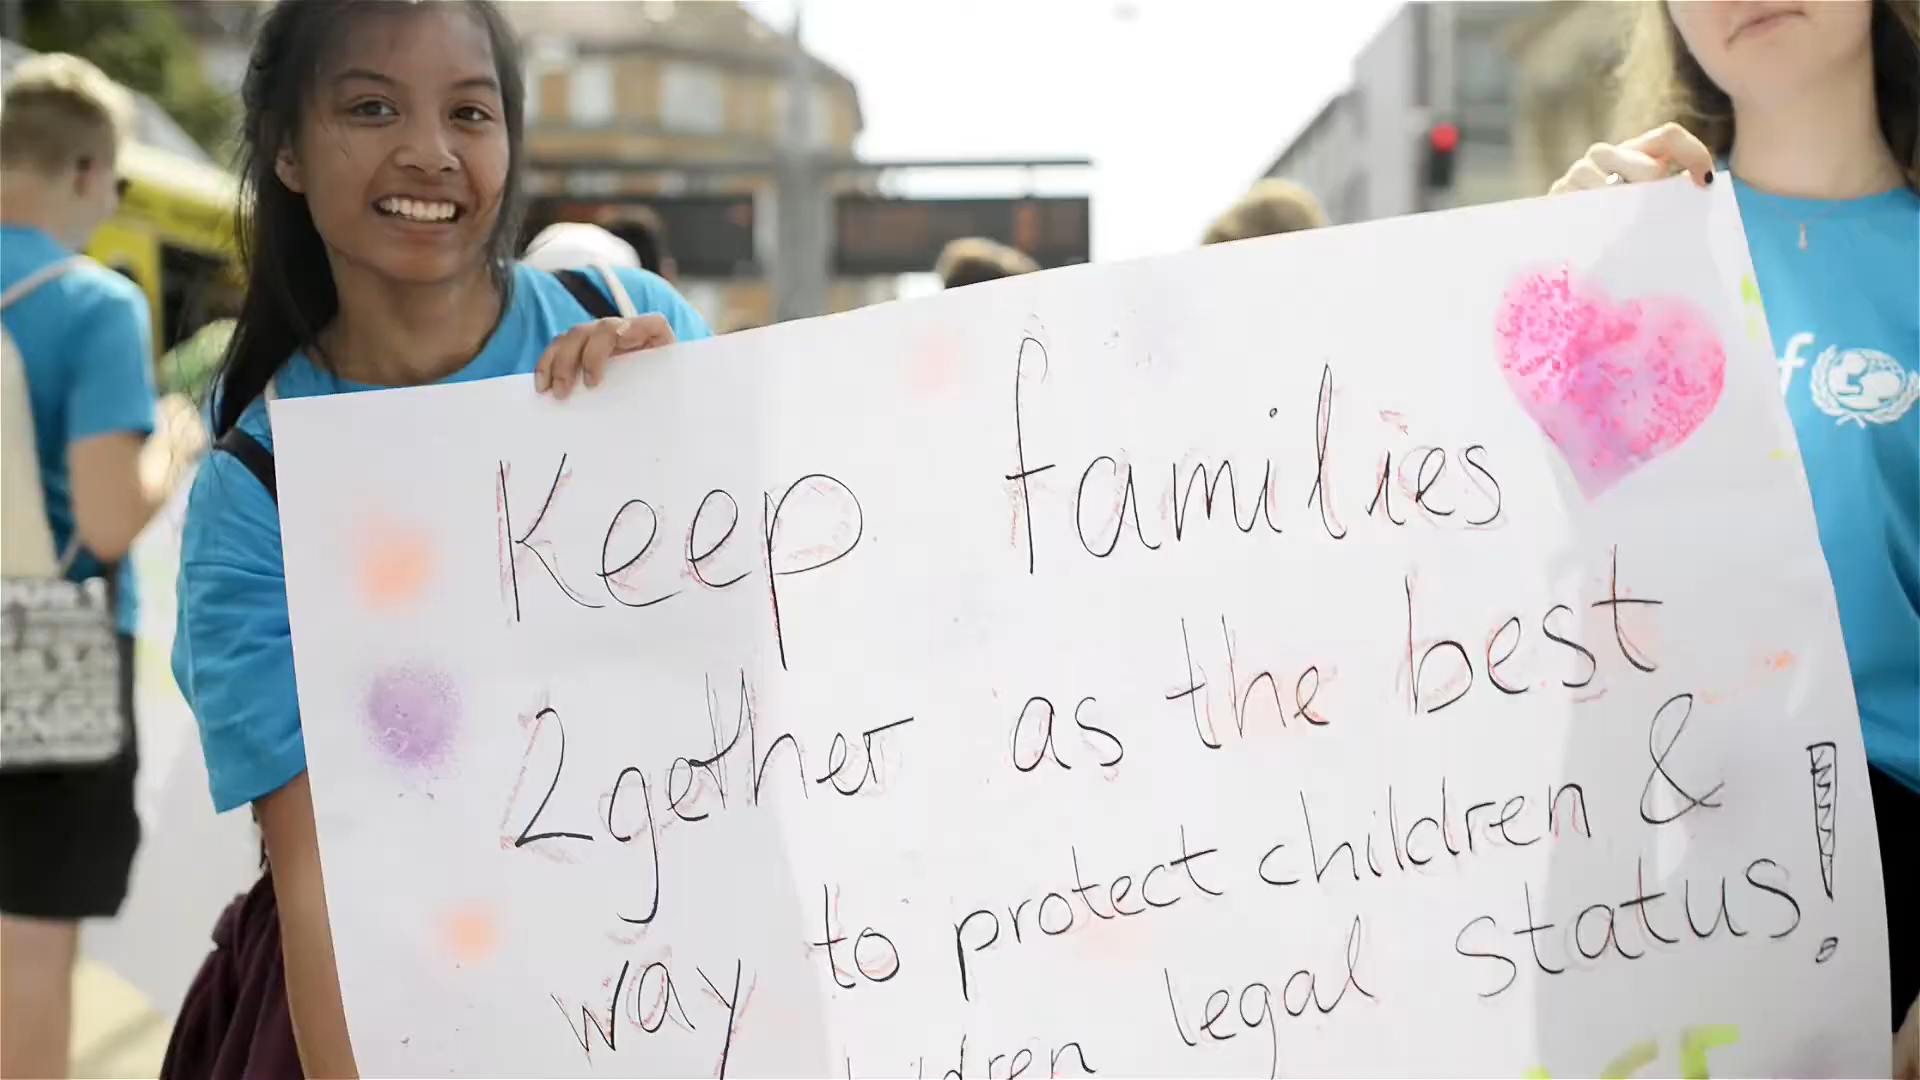 Keep families
2gether as the best
way to protect children &
legal status!
f